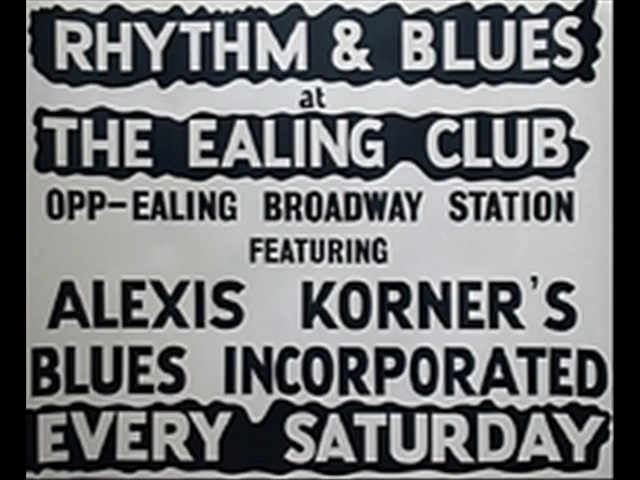 RHYTHM & BLUES
at
THE EALING CLUB
OPP-EALING BROADWAY STATION
FEATURING
ALEXIS KORNER'S
BLUES INCORPORATED
EVERY SATURDAY